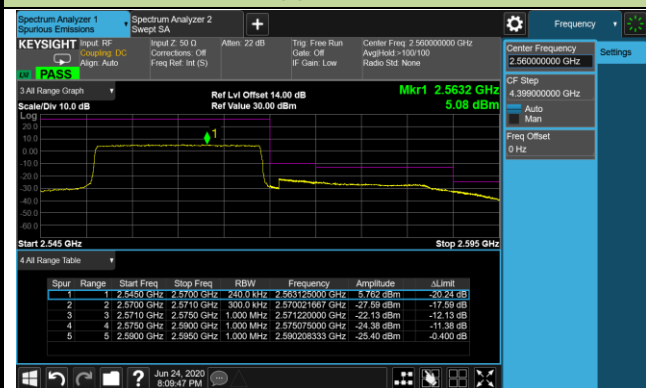 Spectrum Analyzer 1
Spurious Emissions
Spectrum Analyzer 2
Swept SA
Frequency
KEYSIGHT
Input: RF
Coupling: DC
Align: Auto
Input Z: 50 Ω
Corrections: Off
Freq Ref: Int (S)
Atten: 22 dB
Trig: Free Run
Gate: Off
IF Gain: Low
Center Freq: 2.560000000 GHz
Avg|Hold:>100/100
Radio Std: None
PASS
Center Frequency
2.560000000 GHz
Settings
CF Step
4.399000000 GHz
Auto
Man
Freq Offset
0 Hz
3 All Range Graph
Scale/Div 10.0 dB
Ref Lvl Offset 14.00 dB
Ref Value 30.00 dBm
Mkr1 2.5632 GHz
5.08 dBm
Log
20.0
10.0
0.00
-10.0
-20.0
-30.0
-40.0
-50.0
-60.0
1
Start 2.545 GHz
Stop 2.595 GHz
4 All Range Table
Spur Range Start Freq Stop Freq RBW Frequency Amplitude ΔLimit
1 1 2.5450 GHz 2.5700 GHz 240.0 kHz 2.563125000 GHz 5.762 dBm -20.24 dB
2 2 2.5700 GHz 2.5710 GHz 300.0 kHz 2.570021667 GHz -27.59 dBm -17.59 dB
3 3 2.5710 GHz 2.5750 GHz 1.000 MHz 2.571220000 GHz -22.13 dBm -12.13 dB
4 4 2.5750 GHz 2.5900 GHz 1.000 MHz 2.575075000 GHz -24.38 dBm -11.38 dB
5 5 2.5900 GHz 2.5950 GHz 1.000 MHz 2.590208333 GHz -25.40 dBm -0.400 dB
Jun 24, 2020
8:09:47 PM